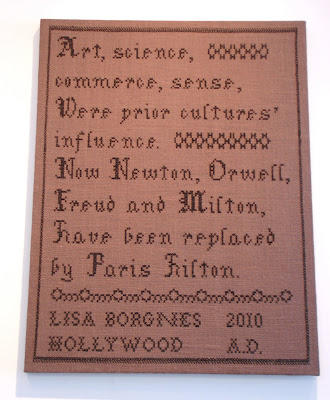 Art, science,
commerce, sense,
Were prior cultures'
influence.
Now Newton, Orwell,
Freud and Milton,
Have been replaced
by Paris Hilton.
LISA BORGNES 2010
HOLLYWOOD A.D.